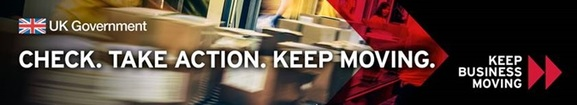 UK Government
CHECK. TAKE ACTION. KEEP MOVING.
KEEP
BUSINESS
MOVING